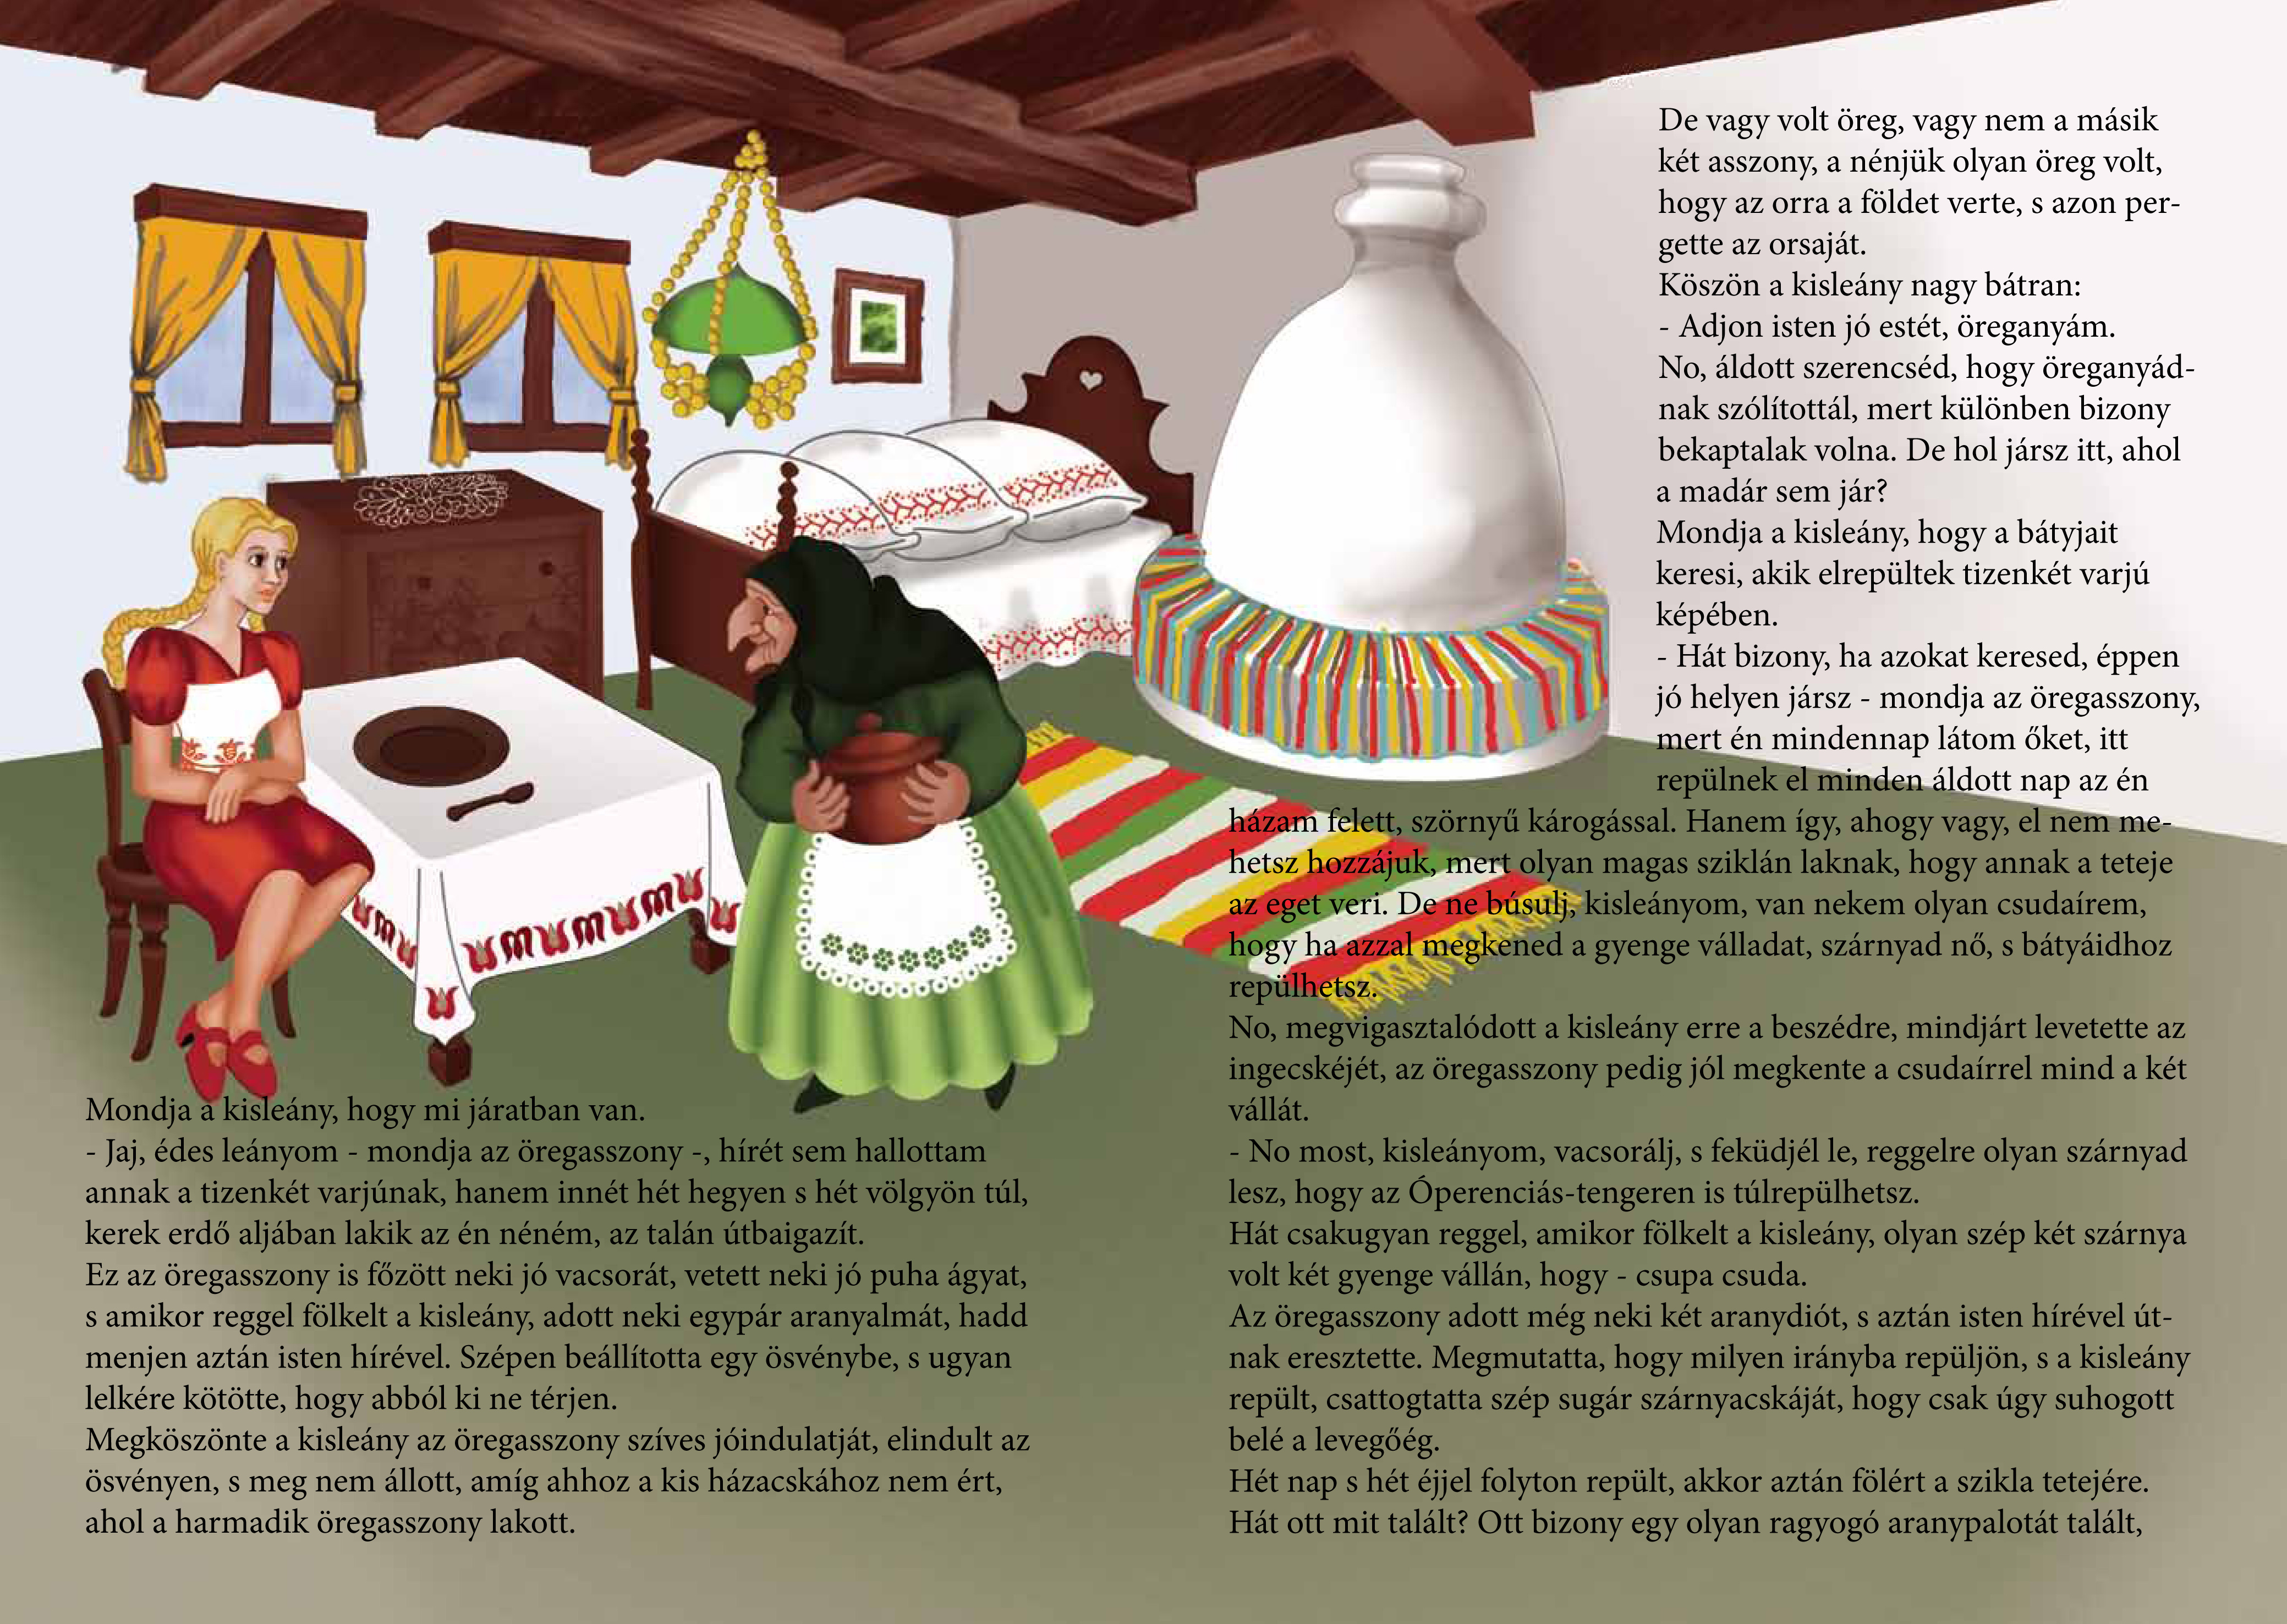 Mondja a kisleány, hogy mi járatban van.
- Jaj, édes leányom - mondja az öregasszony -, hírét sem hallottam
annak a tizenkét varjúnak, hanem innét hét hegyen s hét völgyön túl,
kerek erdő aljában lakik az én néném, az talán útbaigazít.
Ez az öregasszony is főzött neki jó vacsorát, vetett neki jó puha ágyat,
s amikor reggel fölkelt a kisleány, adott neki egypár aranyalmát, hadd
menjen aztán isten hírével. Szépen beállította egy ösvénybe, s ugyan
lelkére kötötte, hogy abból ki ne térjen.
Megköszönte a kisleány az öregasszony szíves jóindulatját, elindult az
ösvényen, s meg nem állott, amíg ahhoz a kis házacskához nem ért,
ahol a harmadik öregasszony lakott.
De vagy volt öreg, vagy nem a másik
két asszony, a nénjük olyan öreg volt,
hogy az orra a földet verte, s azon per-
gette az orsaját.
Köszön a kisleány nagy bátran:
- Adjon isten jó estét, öreganyám.
No, áldott szerencséd, hogy öreganyád-
nak szólítottál, mert különben bizony
bekaptalak volna. De hol jársz itt, ahol
a madár sem jár?
Mondja a kisleány, hogy a bátyjait
keresi, akik elrepültek tizenkét varjú
képében.
- Hát bizony, ha azokat keresed, éppen
jó helyen jársz - mondja az öregasszony,
mert én mindennap látom őket, itt
repülnek el minden áldott nap az én
házam felett, szörnyű károgással. Hanem így, ahogy vagy, el nem me-
hetsz hozzájuk, mert olyan magas sziklán laknak, hogy annak a teteje
az eget veri. De ne búsulj, kisleányom, van nekem olyan csudaírem,
hogy ha azzal megkened a gyenge válladat, szárnyad nő, s bátyáidhoz
repülhetsz.
No, megvigasztalódott a kisleány erre a beszédre, mindjárt levetette az
ingecskéjét, az öregasszony pedig jól megkente a csudaírrel mind a két
vállát.
- No most, kisleányom, vacsorálj, s feküdjél le, reggelre olyan szárnyad
lesz, hogy az Óperenciás-tengeren is túlrepülhetsz.
Hát csakugyan reggel, amikor fölkelt a kisleány, olyan szép két szárnya
volt két gyenge vállán, hogy - csupa csuda.
Az öregasszony adott még neki két aranydiót, s aztán isten hírével út-
nak eresztette. Megmutatta, hogy milyen irányba repüljön, s a kisleány
repült, csattogtatta szép sugár szárnyacskáját, hogy csak úgy suhogott
belé a levegőég.
Hét nap s hét éjjel folyton repült, akkor aztán fölért a szikla tetejére.
Hát ott mit talált? Ott bizony egy olyan ragyogó aranypalotát talált,